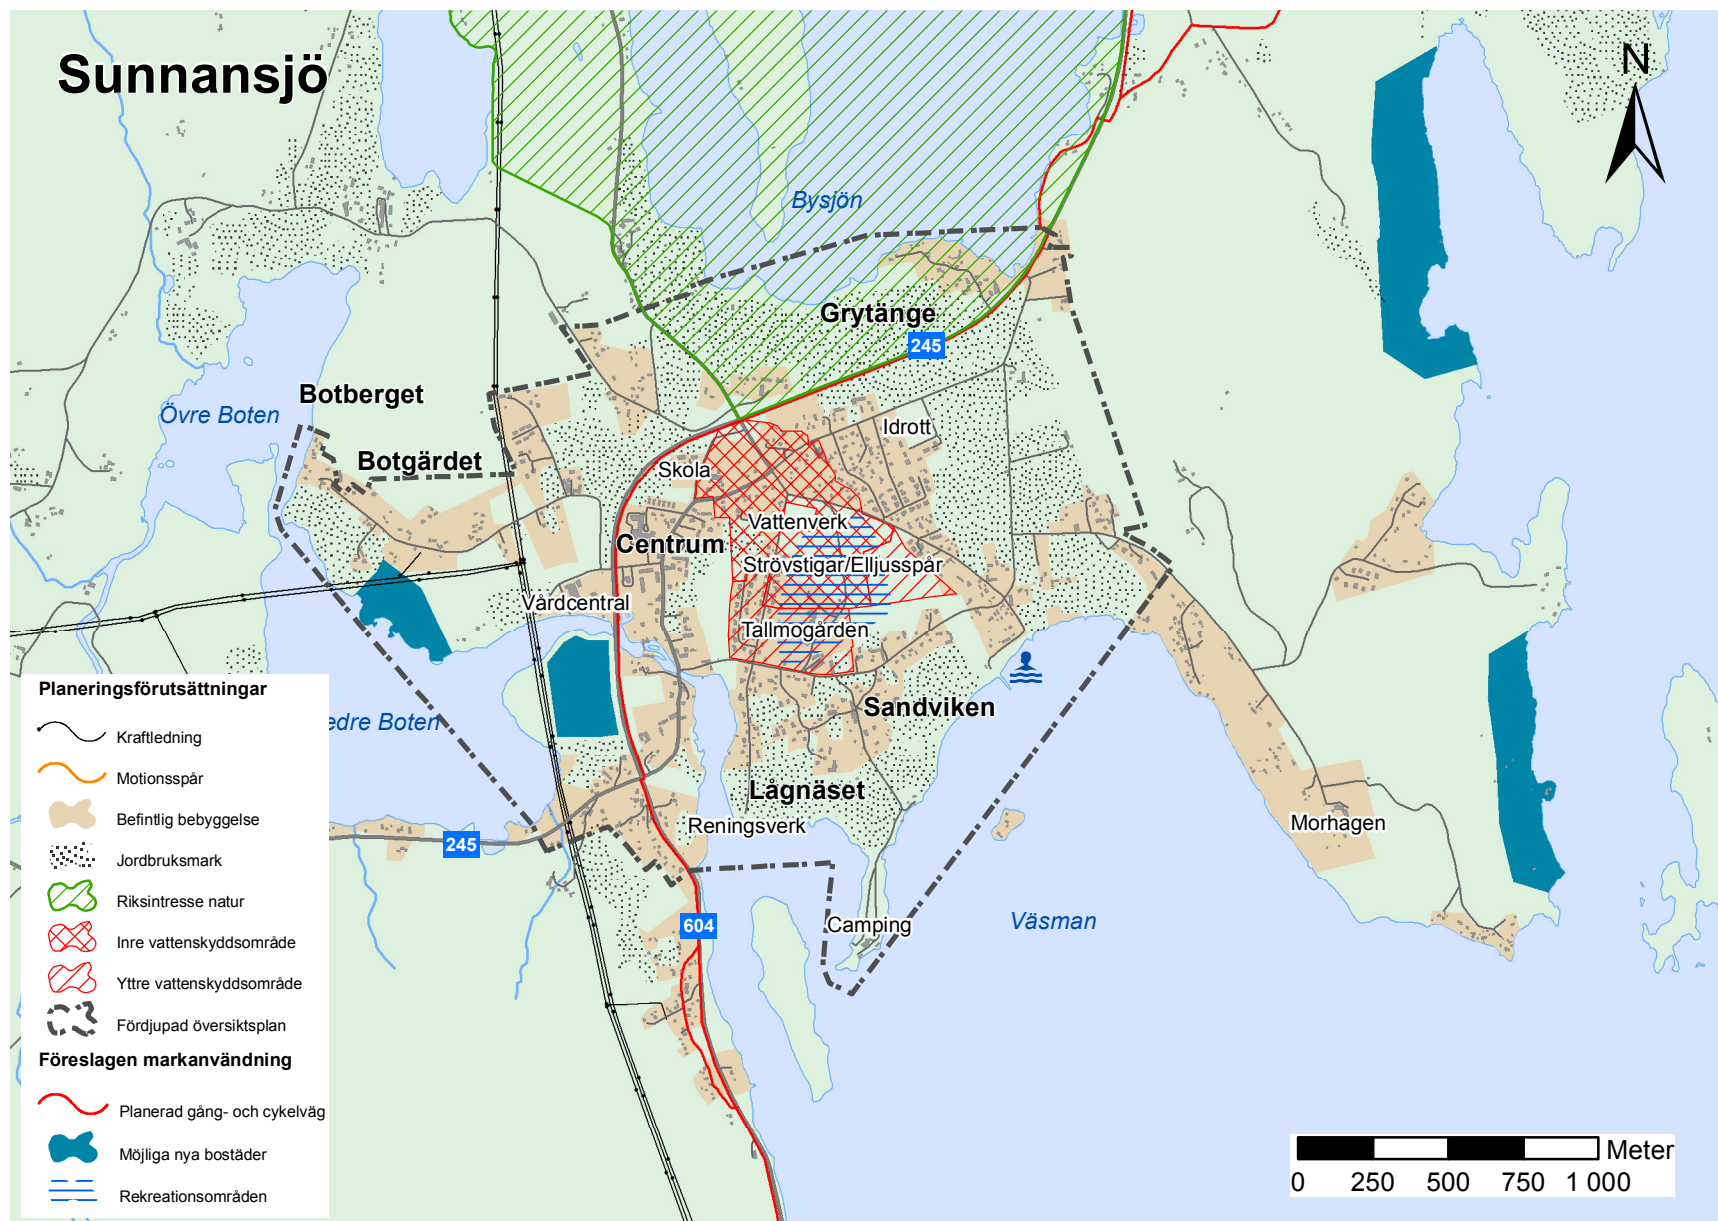 Sunnansjö
N
Bysjön
Grytänge
245
Botberget
Övre Boten
Idrott
Botgärdet
Skola
Vattenverk
Centrum
Strövstigar/Elljusspår
Vårdcentral
Tallmogården
Planeringsförutsättningar
Sandviken
edre Boten
Kraftledning
Motionsspår
Lågnäset
Befintlig bebyggelse
Reningsverk
Morhagen
245
Jordbruksmark
Riksintresse natur
604
Camping
Väsman
Inre vattenskyddsområde
Yttre vattenskyddsområde
Fördjupad översiktsplan
Föreslagen markanvändning
Planerad gång- och cykelväg
Möjliga nya bostäder
Rekreationsområden
Meter
0 250 500 750 1 000